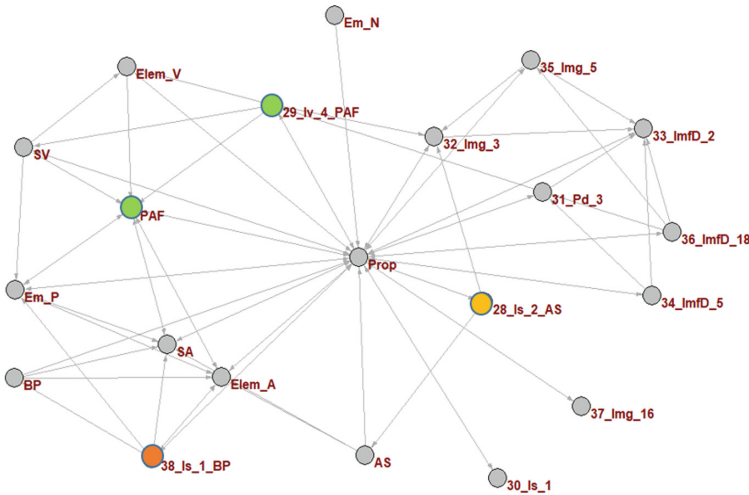 Em_N
Elem_V
35_Img_5
29_Iv_4_PAF
33_ImfD_2
32_Img_3
SV
31_Pd_3
PAF
36_ImfD_18
Prop
Em_P
34_ImfD_5
28_Is_2_AS
SA
BP
Elem_A
37_Img_16
38_Is_1_BP
AS
30_Is_1